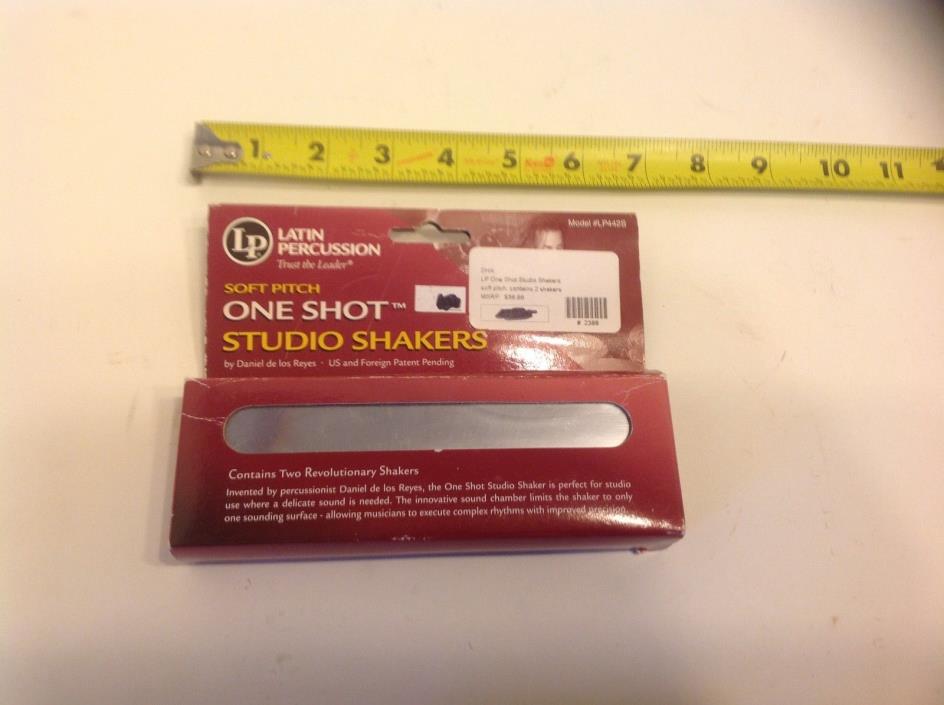 1 2 3 4 5 6 7 8 9 10 11
LP
LATIN
PERCUSSION
Trust the Leader®
Model #LP442S
SOFT PITCH
ONE SHOT™
STUDIO SHAKERS
by Daniel de los Reyes · US and Foreign Patent Pending
LP One Shot Studio Shakers
soft pitch, contains 2 shakers
MSRP:
# 2388
Contains Two Revolutionary Shakers
Invented by percussionist Daniel de los Reyes, the One Shot Studio Shaker is perfect for studio
use where a delicate sound is needed. The innovative sound chamber limits the shaker to only
one sounding surface - allowing musicians to execute complex rhythms with improved precision.